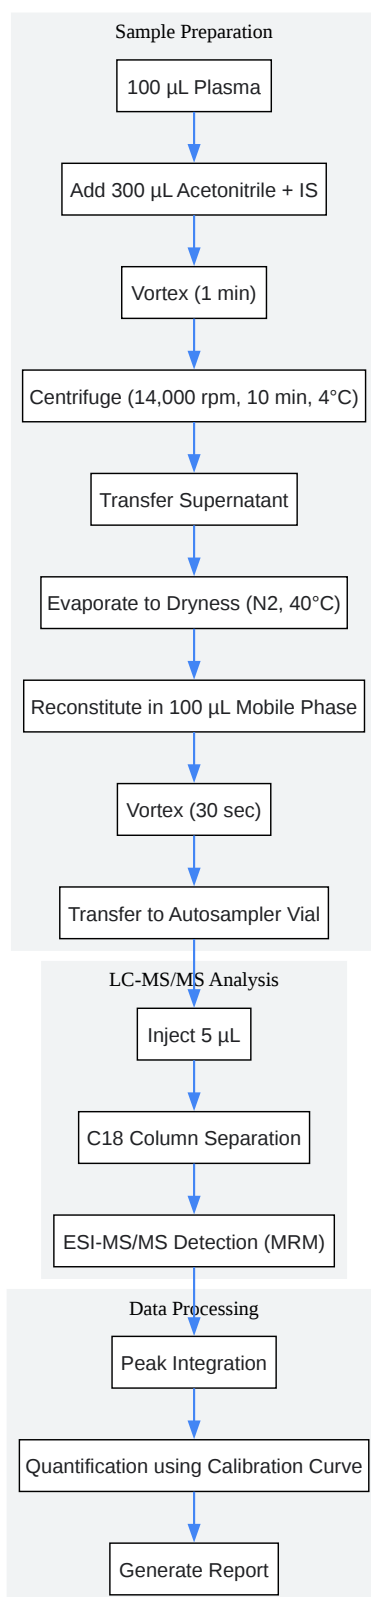 Sample Preparation
100 µL Plasma
Add 300 µL Acetonitrile + IS
Vortex (1 min)
Centrifuge (14,000 rpm, 10 min, 4°C)
Transfer Supernatant
Evaporate to Dryness (N2, 40°C)
Reconstitute in 100 µL Mobile Phase
Vortex (30 sec)
Transfer to Autosampler Vial
LC-MS/MS Analysis
Inject 5 µL
C18 Column Separation
ESI-MS/MS Detection (MRM)
Data Processing
Peak Integration
Quantification using Calibration Curve
Generate Report